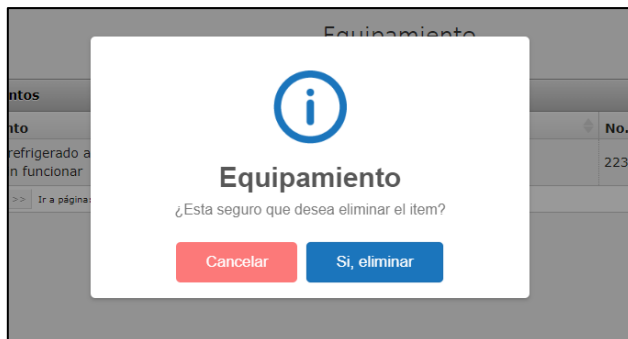 Equipamiento
ntos
nto
No.
refrigerado a
n funcionar
223
>> Ir a página:
Equipamiento
¿Esta seguro que desea eliminar el item?
Cancelar
Si, eliminar